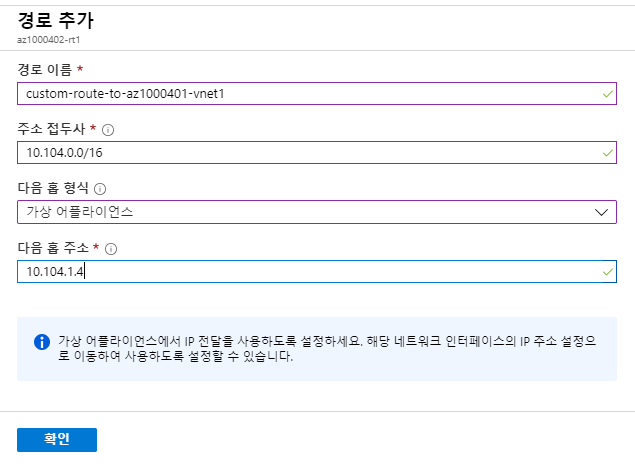 경로 추가
az1000402-rt1
경로 이름 *
custom-route-to-az1000401-vnet1
주소 접두사 *
10.104.0.0/16
다음 홉 형식
가상 어플라이언스
다음 홉 주소 *
10.104.1.4
가상 어플라이언스에서 IP 전달을 사용하도록 설정하세요. 해당 네트워크 인터페이스의 IP 주소 설정으
로 이동하여 사용하도록 설정할 수 있습니다.
확인